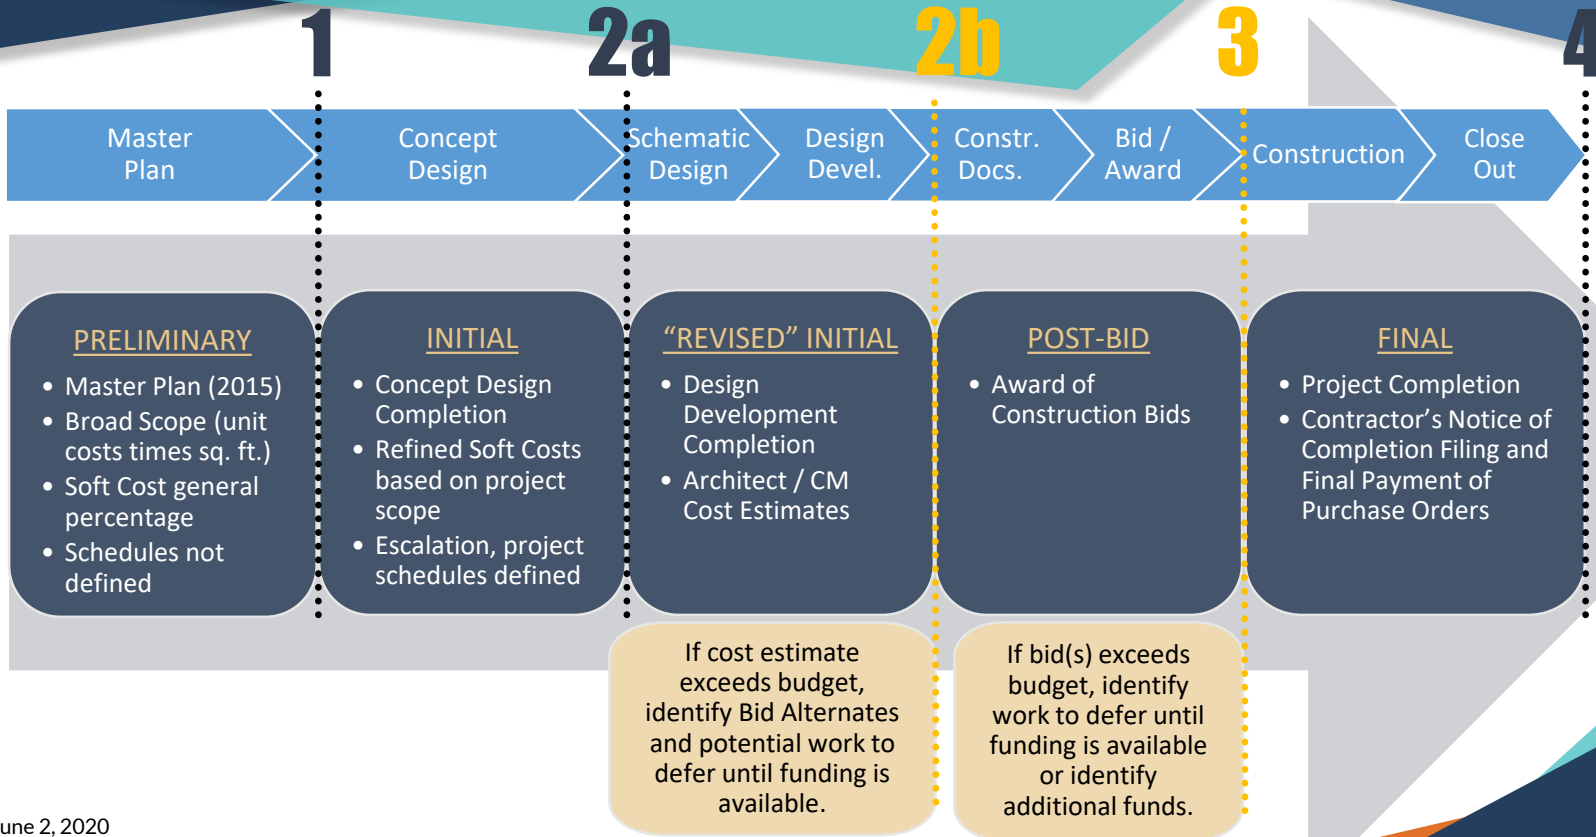 1
2a
2b
3
4
Master
Plan
Concept
Design
Schematic
Design
Design
Devel.
Constr.
Docs.
Bid /
Award
Construction
Close
Out
PRELIMINARY
• Master Plan (2015)
• Broad Scope (unit
costs times sq. ft.)
• Soft Cost general
percentage
• Schedules not
defined
INITIAL
• Concept Design
Completion
• Refined Soft Costs
based on project
scope
• Escalation, project
schedules defined
“REVISED” INITIAL
• Design
Development
Completion
• Architect / CM
Cost Estimates
POST-BID
• Award of
Construction Bids
FINAL
• Project Completion
• Contractor’s Notice of
Completion Filing and
Final Payment of
Purchase Orders
If cost estimate
exceeds budget,
identify Bid Alternates
and potential work to
defer until funding is
available.
If bid(s) exceeds
budget, identify
work to defer until
funding is available
or identify
additional funds.
une 2, 2020